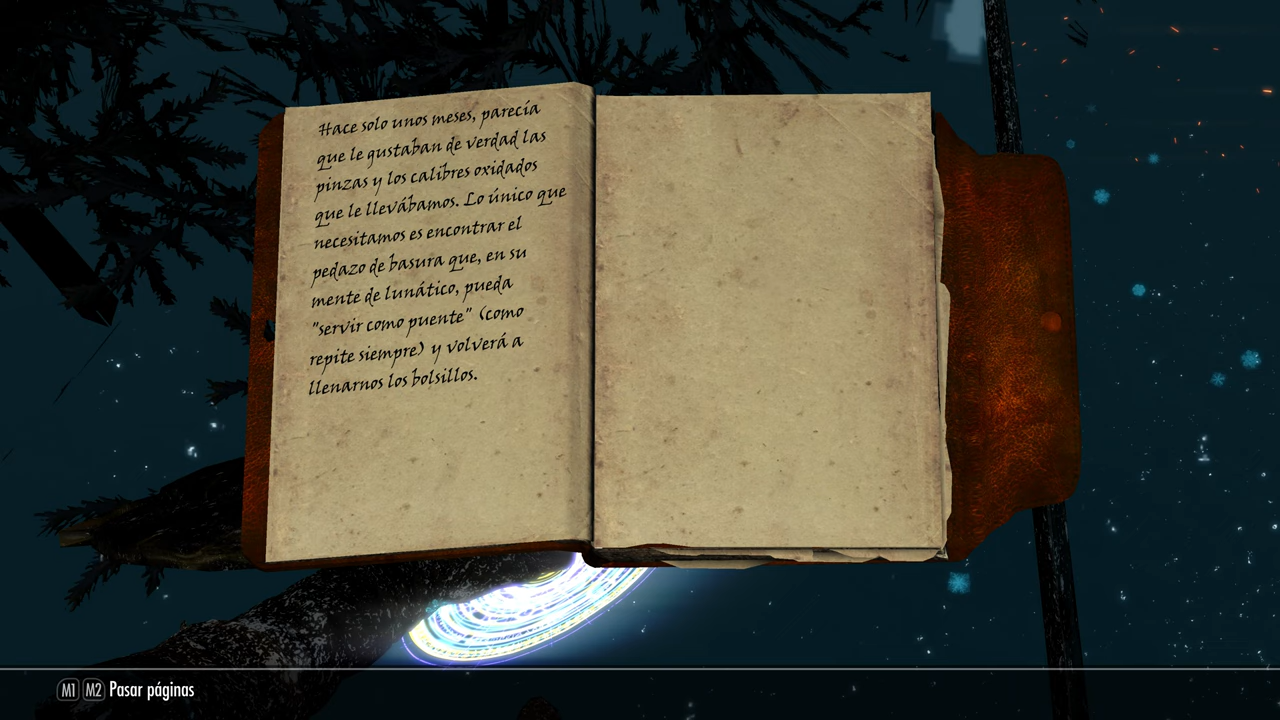 Hace solo unos meses, parecía
que le gustaban de verdad las
pinzas y los calibres oxidados
que le llevábamos. Lo único que
necesitamos es encontrar el
pedazo de basura que, en su
mente de lunático, pueda
"servir como puente" (como
repite siempre) y volverá a
llenarnos los bolsillos.
M1 M2 Pasar páginas